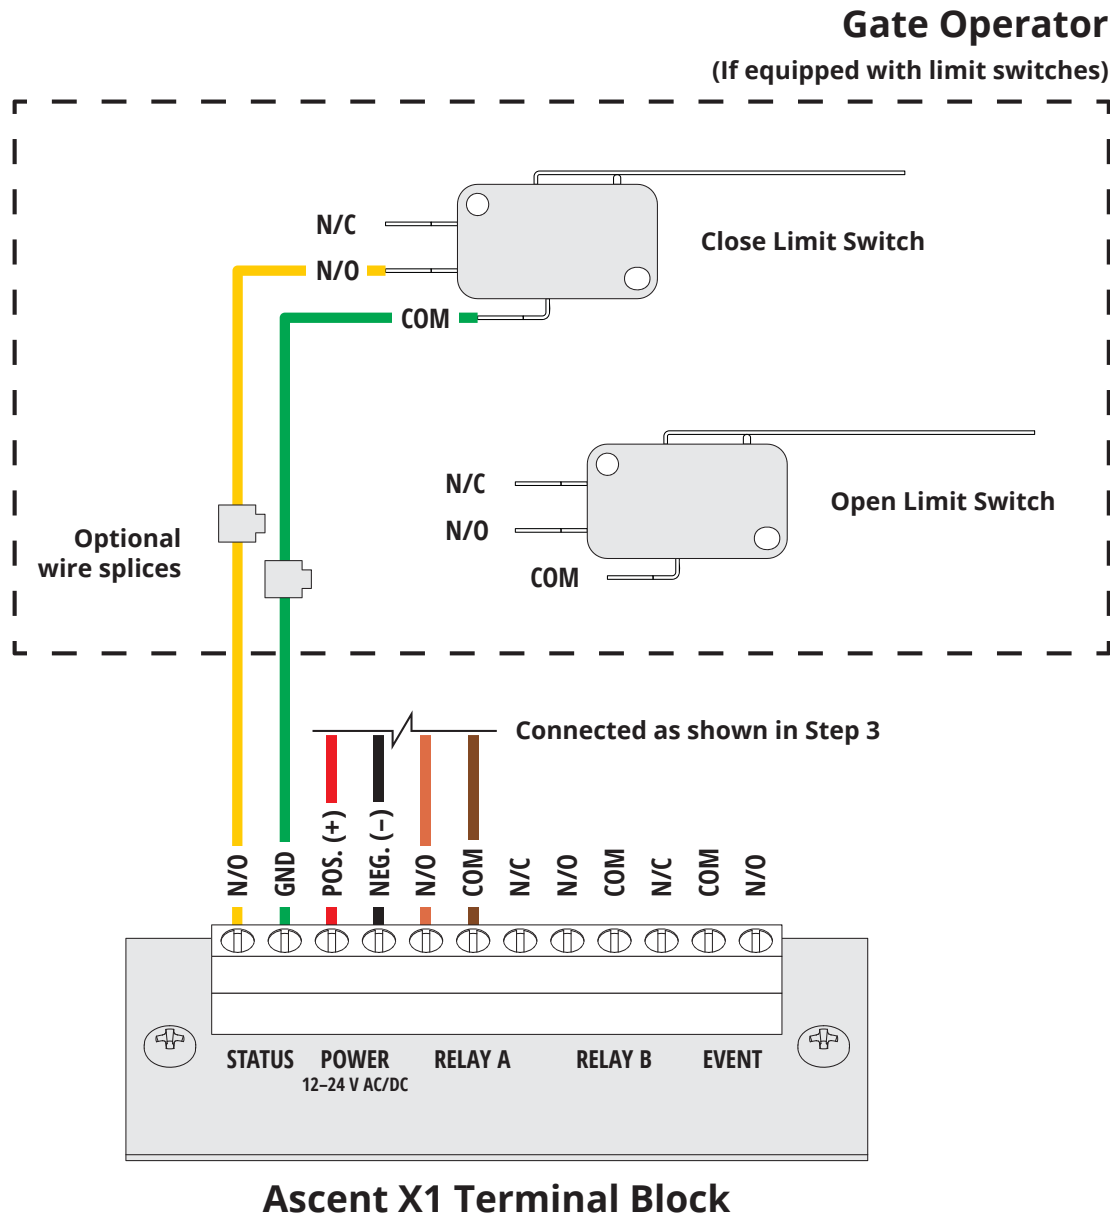 Gate Operator
(If equipped with limit switches)
N/C
Close Limit Switch
N/O
COM
N/C
Open Limit Switch
N/O
COM
Optional
wire splices
Connected as shown in Step 3
N/O
GND
POS. (+)
NEG. (−)
N/O
COM
N/C
N/O
COM
N/C
COM
N/O
STATUS
POWER
12–24 V AC/DC
RELAY A
RELAY B
EVENT
Ascent X1 Terminal Block